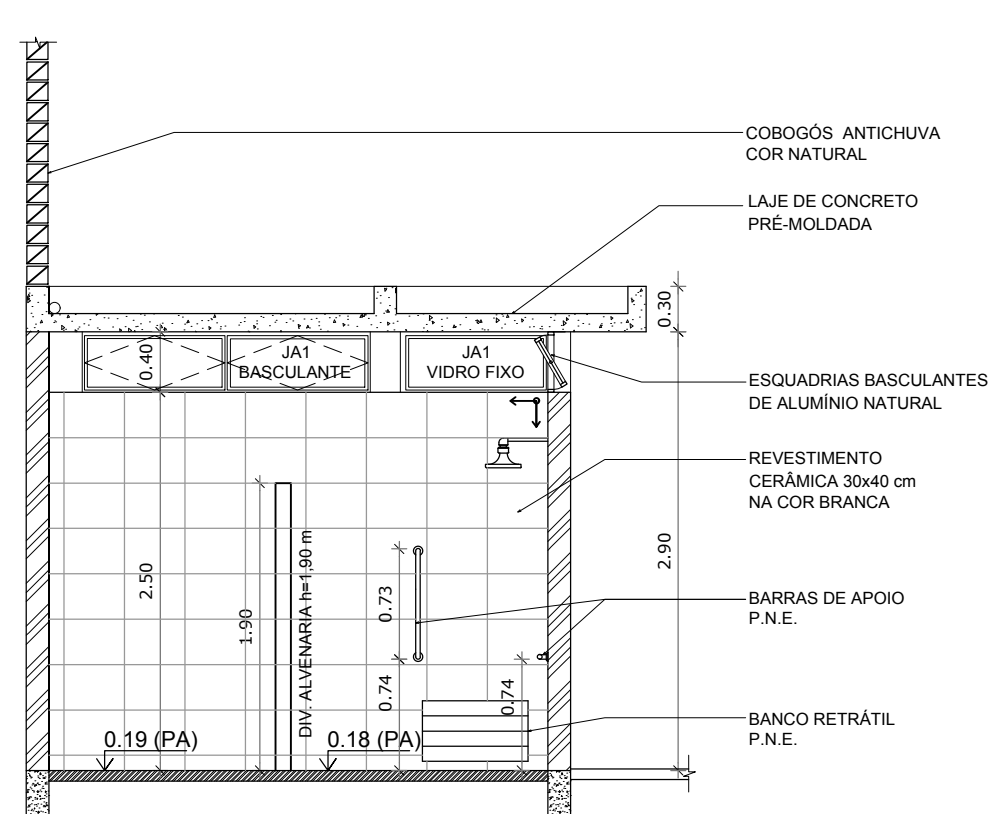 COBOGÓS ANTICHUVA
COR NATURAL
LAJE DE CONCRETO
PRÉ-MOLDADA
0.30
0.40
JA1
BASCULANTE
JA1
VIDRO FIXO
ESQUADRIAS BASCULANTES
DE ALUMÍNIO NATURAL
REVESTIMENTO
CERÂMICA 30x40 cm
NA COR BRANCA
2.50
1.90
DIV. ALVENARIA h=1,90 m
0.73
2.90
BARRAS DE APOIO
P.N.E.
0.74
0.74
0.19 (PA)
0.18 (PA)
BANCO RETRÁTIL
P.N.E.